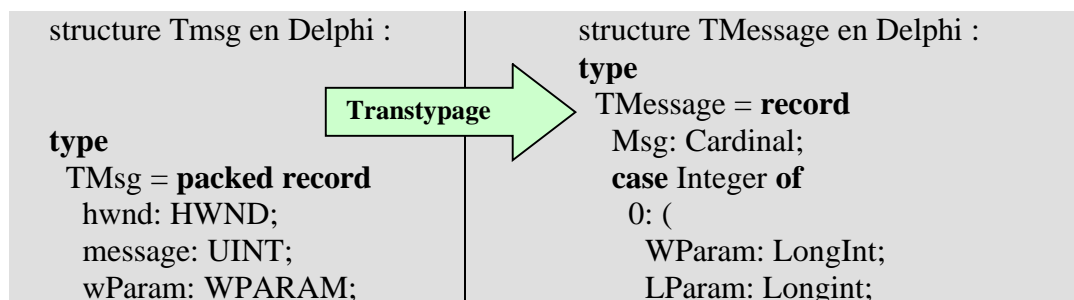 structure Tmsg en Delphi :
type
TMsg = packed record
hwnd: HWND;
message: UINT;
wParam: WPARAM;
Transtypage
structure TMessage en Delphi :
type
TMessage = record
Msg: Cardinal;
case Integer of
0: (
WParam: LongInt;
LParam: Longint;